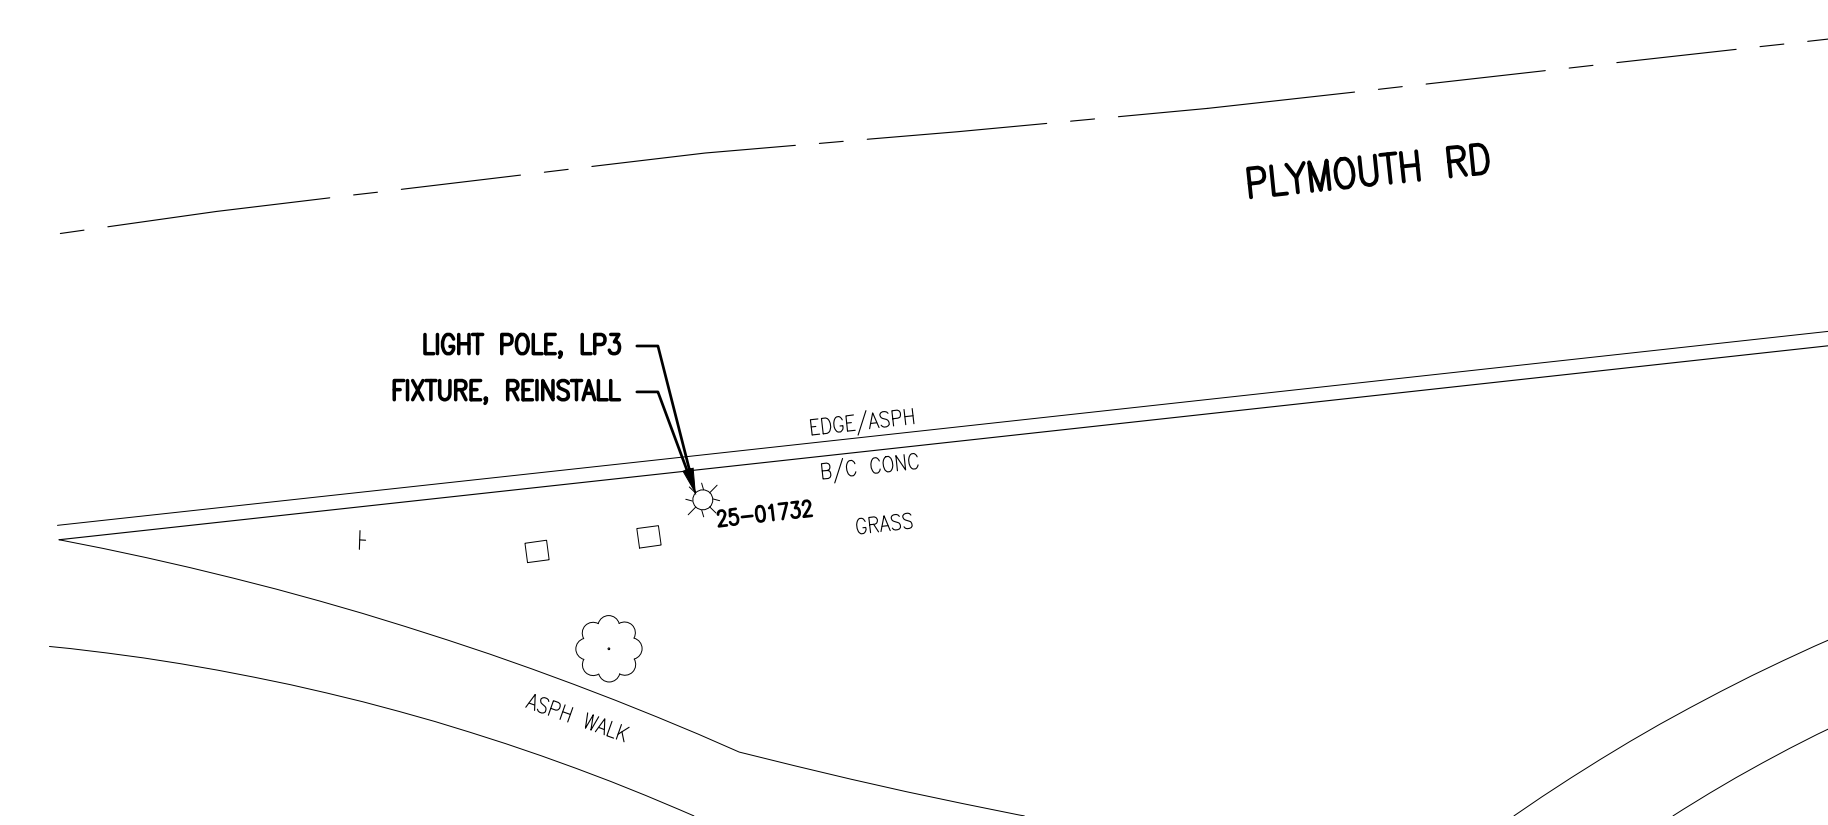 PLYMOUTH RD
LIGHT POLE, LP3
FIXTURE, REINSTALL
EDGE/ASPH
B/C CONC
25-01732
GRASS
ASPH WALK